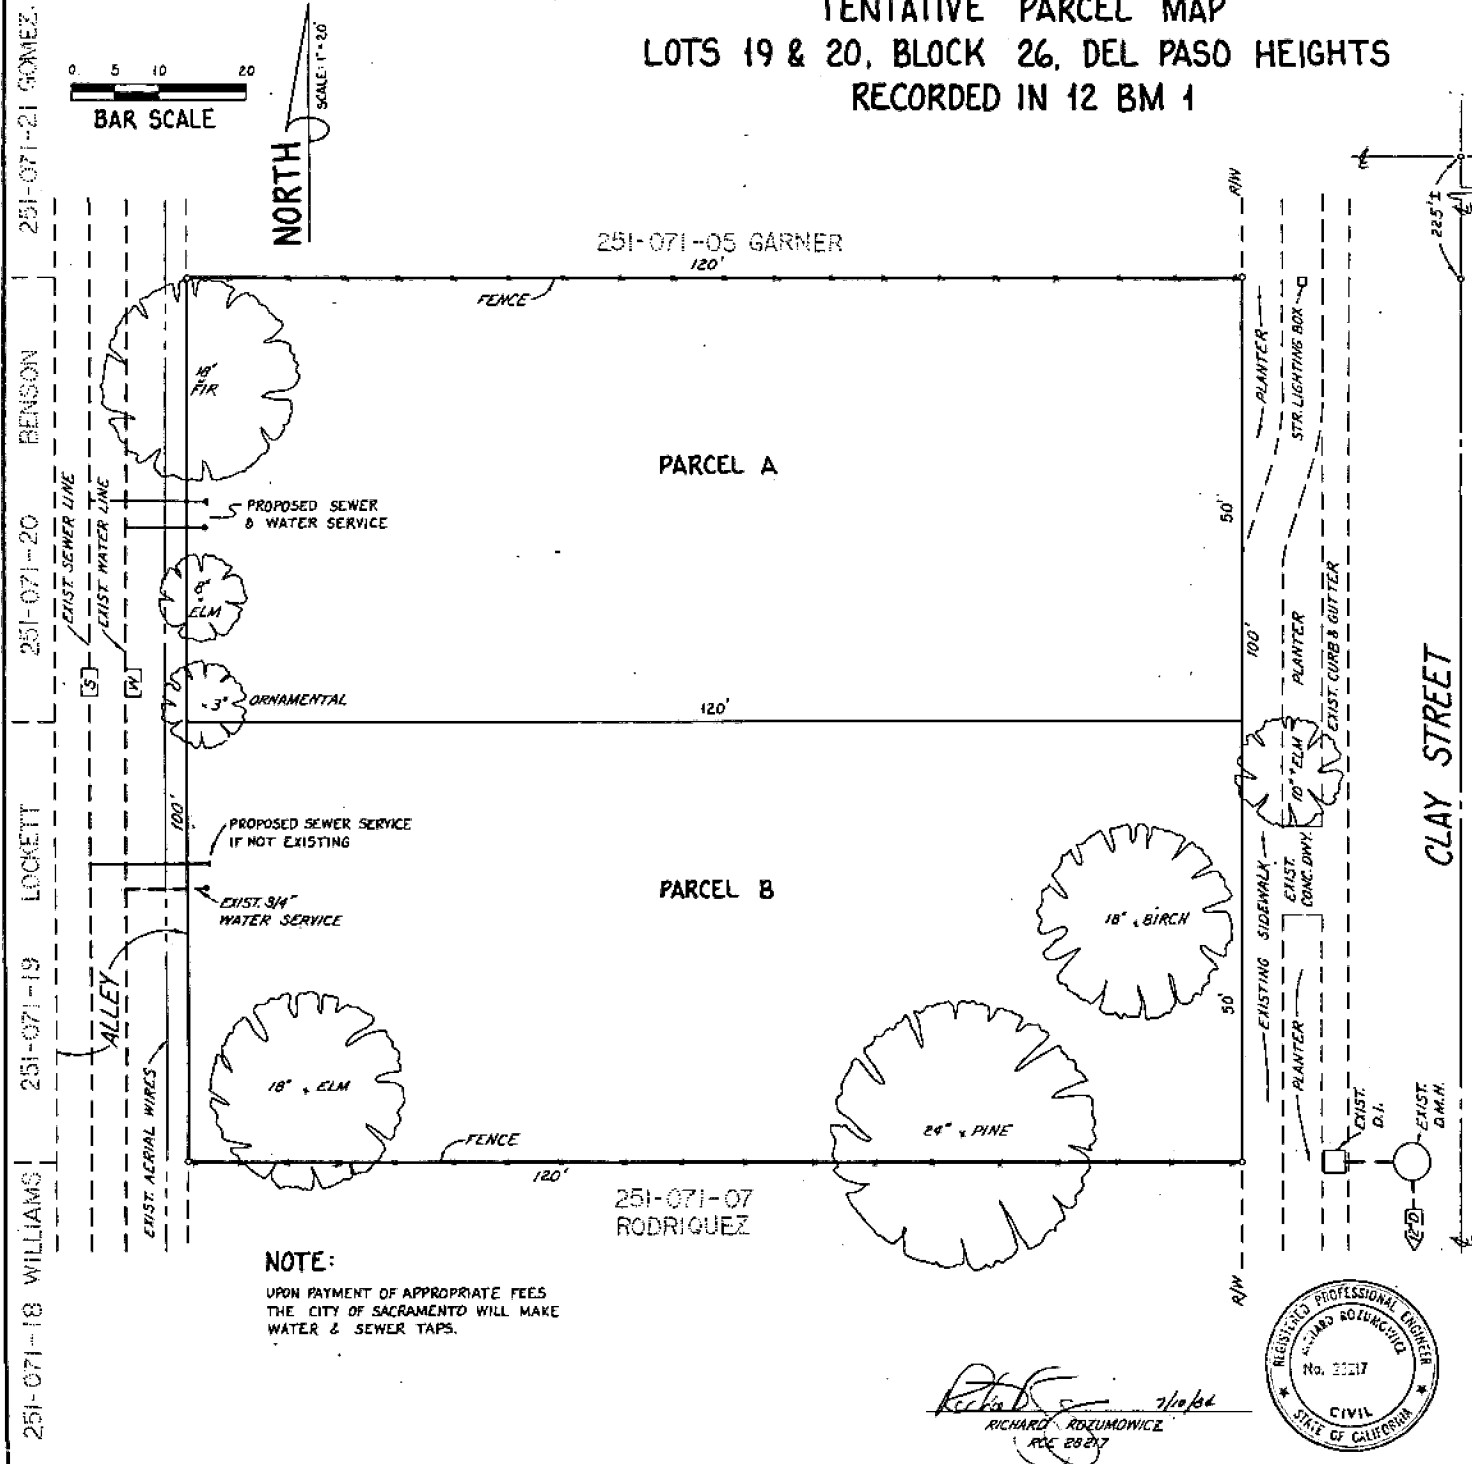 TENTATIVE PARCEL MAP
LOTS 19 & 20, BLOCK 26, DEL PASO HEIGHTS
RECORDED IN 12 BM 1
0 5 10 20
BAR SCALE
NORTH
SCALE: 1"=20'
251-071-21 GOMEZ
251-071-20 BENSON
251-071-19 LOCKETT
251-071-18 WILLIAMS
251-071-05 GARNER
120'
FENCE
R/W
℄
225'±
℄
18"
FIR
PARCEL A
PROPOSED SEWER
& WATER SERVICE
EXIST. SEWER LINE
EXIST. WATER LINE
S
W
8"
ELM
3" ORNAMENTAL
120'
50'
100'
PLANTER
STR. LIGHTING BOX
PLANTER
EXIST. CURB & GUTTER
10" ELM
CLAY STREET
100'
PROPOSED SEWER SERVICE
IF NOT EXISTING
EXIST. 3/4"
WATER SERVICE
PARCEL B
18" BIRCH
50'
EXISTING SIDEWALK
EXIST.
CONC. DWY.
PLANTER
ALLEY
EXIST. AERIAL WIRES
18" ELM
24" PINE
FENCE
120'
251-071-07
RODRIQUEZ
EXIST.
D.I.
EXIST.
D.M.H.
12"D
℄
R/W
NOTE:
UPON PAYMENT OF APPROPRIATE FEES
THE CITY OF SACRAMENTO WILL MAKE
WATER & SEWER TAPS.
7/10/84
RICHARD ROZUMOWICZ
RCE 28217
REGISTERED PROFESSIONAL ENGINEER
RICHARD ROZUMOWICZ
No. 28217
CIVIL
STATE OF CALIFORNIA